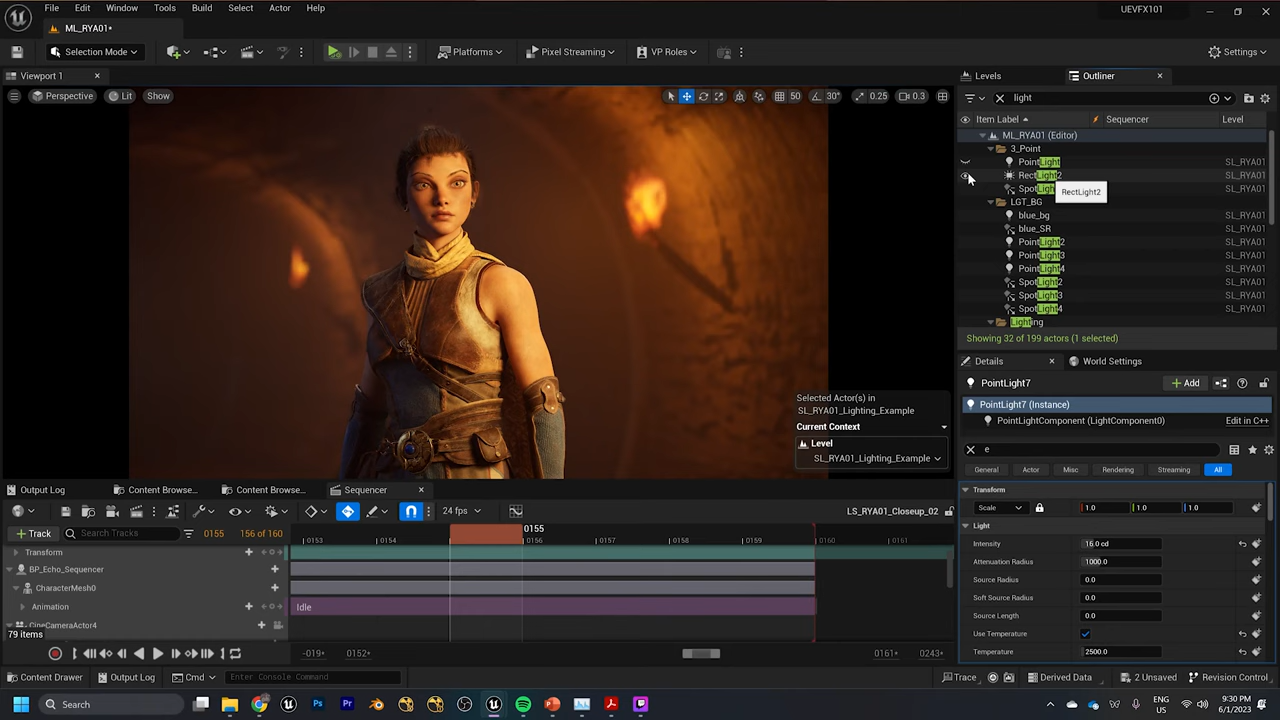 File Edit Window Tools Build Select Actor Help
UEVFX101
ML_RYA01*
Selection Mode
Platforms
Pixel Streaming
VP Roles
Settings
Viewport 1
Levels
Outliner
Perspective
Lit
Show
50
30°
0.25
0.3
light
Item Label
Sequencer
Level
ML_RYA01 (Editor)
3_Point
PointLight SL_RYA01
RectLight2 SL_RYA01
SpotLigh SL_RYA01
RectLight2
LGT_BG
blue_bg SL_RYA01
blue_SR SL_RYA01
PointLight2 SL_RYA01
PointLight3 SL_RYA01
PointLight4 SL_RYA01
SpotLight2 SL_RYA01
SpotLight3 SL_RYA01
SpotLight4 SL_RYA01
Lighting
Showing 32 of 199 actors (1 selected)
Details
World Settings
PointLight7
Add
PointLight7 (Instance)
PointLightComponent (LightComponent0)
Edit in C++
e
General
Actor
Misc
Rendering
Streaming
All
Transform
Scale 1.0 1.0 1.0
Light
Intensity 16.0 cd
Attenuation Radius 1000.0
Source Radius 0.0
Soft Source Radius 0.0
Source Length 0.0
Use Temperature
Temperature 2500.0
Selected Actor(s) in
SL_RYA01_Lighting_Example
Current Context
Level
SL_RYA01_Lighting_Example
Output Log
Content Browse...
Content Browse...
Sequencer
24 fps
LS_RYA01_Closeup_02
Track
Search Tracks
0155
156 of 160
0155
0153 0154 0156 0157 0158 0159 0160 0161
Transform
BP_Echo_Sequencer
CharacterMesh0
Animation
Idle
CineCameraActor4
79 items
-019+
0152+
0161+
0243+
Content Drawer
Output Log
Cmd
Enter Console Command
Trace
Derived Data
2 Unsaved
Revision Control
Search
ENG
US
9:30 PM
6/1/2023